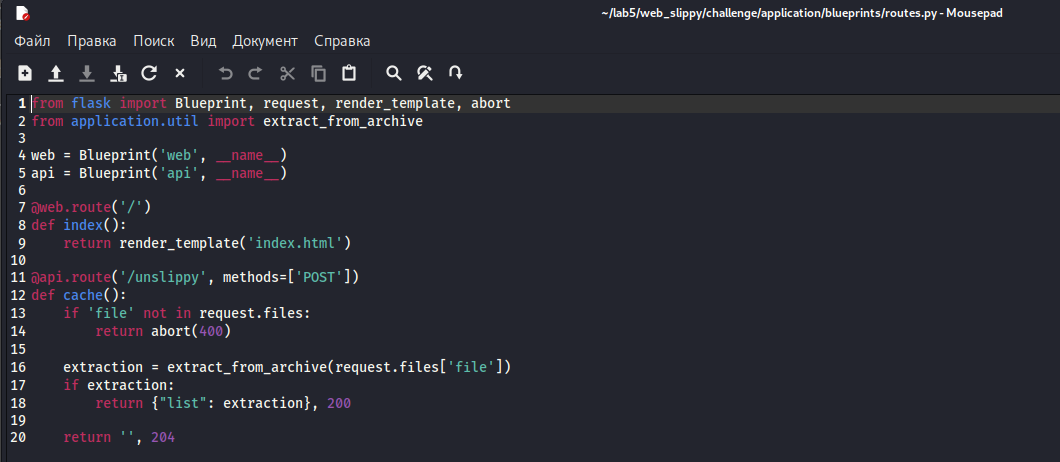 ~/lab5/web_slippy/challenge/application/blueprints/routes.py - Mousepad
Файл Правка Поиск Вид Документ Справка
1 from flask import Blueprint, request, render_template, abort
2 from application.util import extract_from_archive
3
4 web = Blueprint('web', __name__)
5 api = Blueprint('api', __name__)
6
7 @web.route('/')
8 def index():
9     return render_template('index.html')
10
11 @api.route('/unslippy', methods=['POST'])
12 def cache():
13     if 'file' not in request.files:
14         return abort(400)
15
16     extraction = extract_from_archive(request.files['file'])
17     if extraction:
18         return {"list": extraction}, 200
19
20     return '', 204